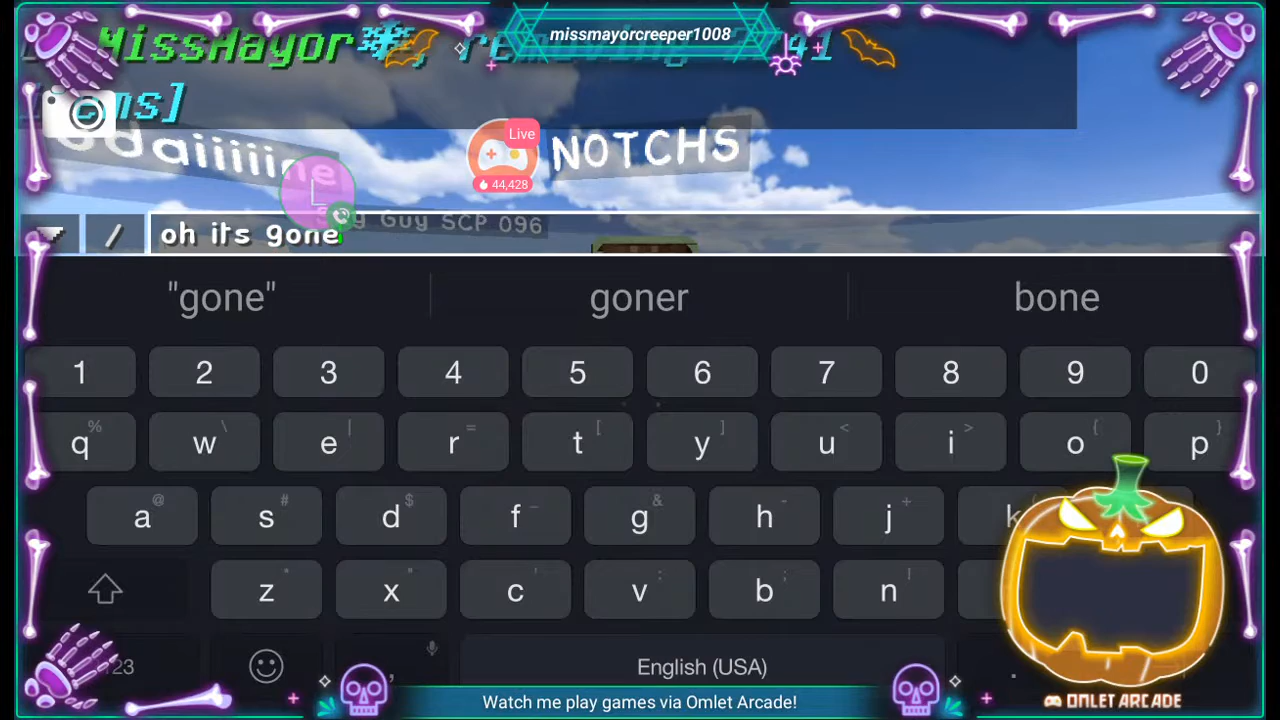 missmayorcreeper1008
MissMayor
Live
NOTCHS
44,428
Guy SCP 096
/ oh its gone
"gone" goner bone
1 2 3 4 5 6 7 8 9 0
% \ | = [ ] < > { }
q w e r t y u i o p
@ # $ _ & - + (
a s d f g h j k
* " ' : ; !
z x c v b n
English (USA)
, .
Watch me play games via Omlet Arcade!
OMLET ARCADE